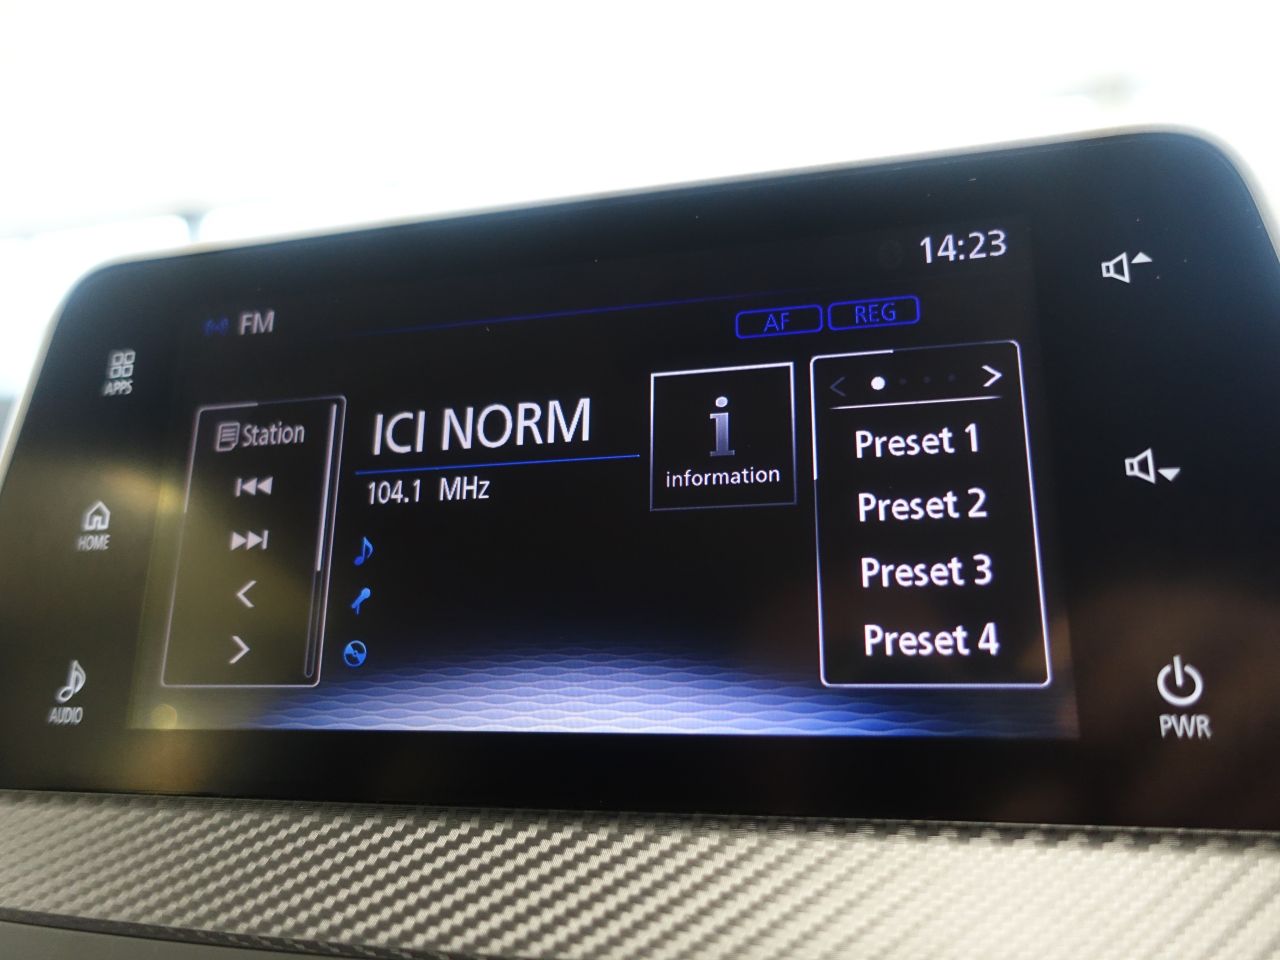 14:23
FM
AF REG
APPS
Station
ICI NORM
104.1 MHz
information
Preset 1
Preset 2
Preset 3
Preset 4
HOME
AUDIO
PWR